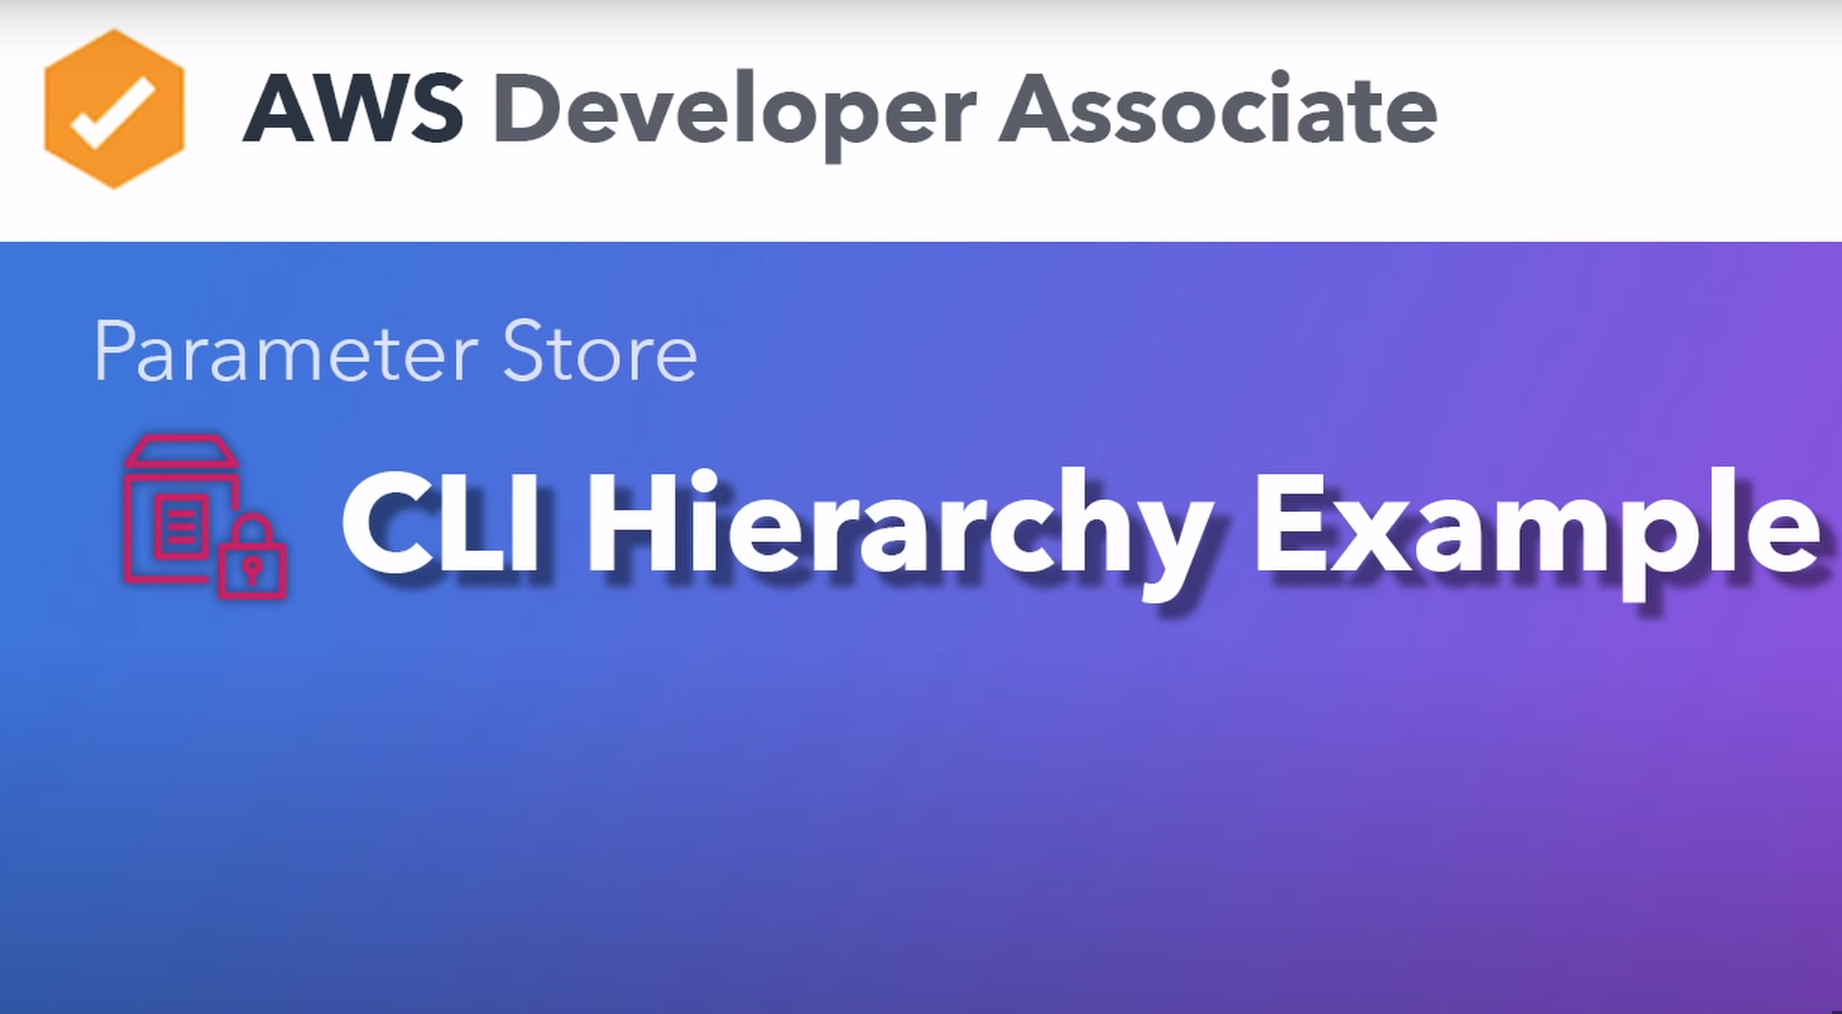 AWS Developer Associate
Parameter Store
CLI Hierarchy Example